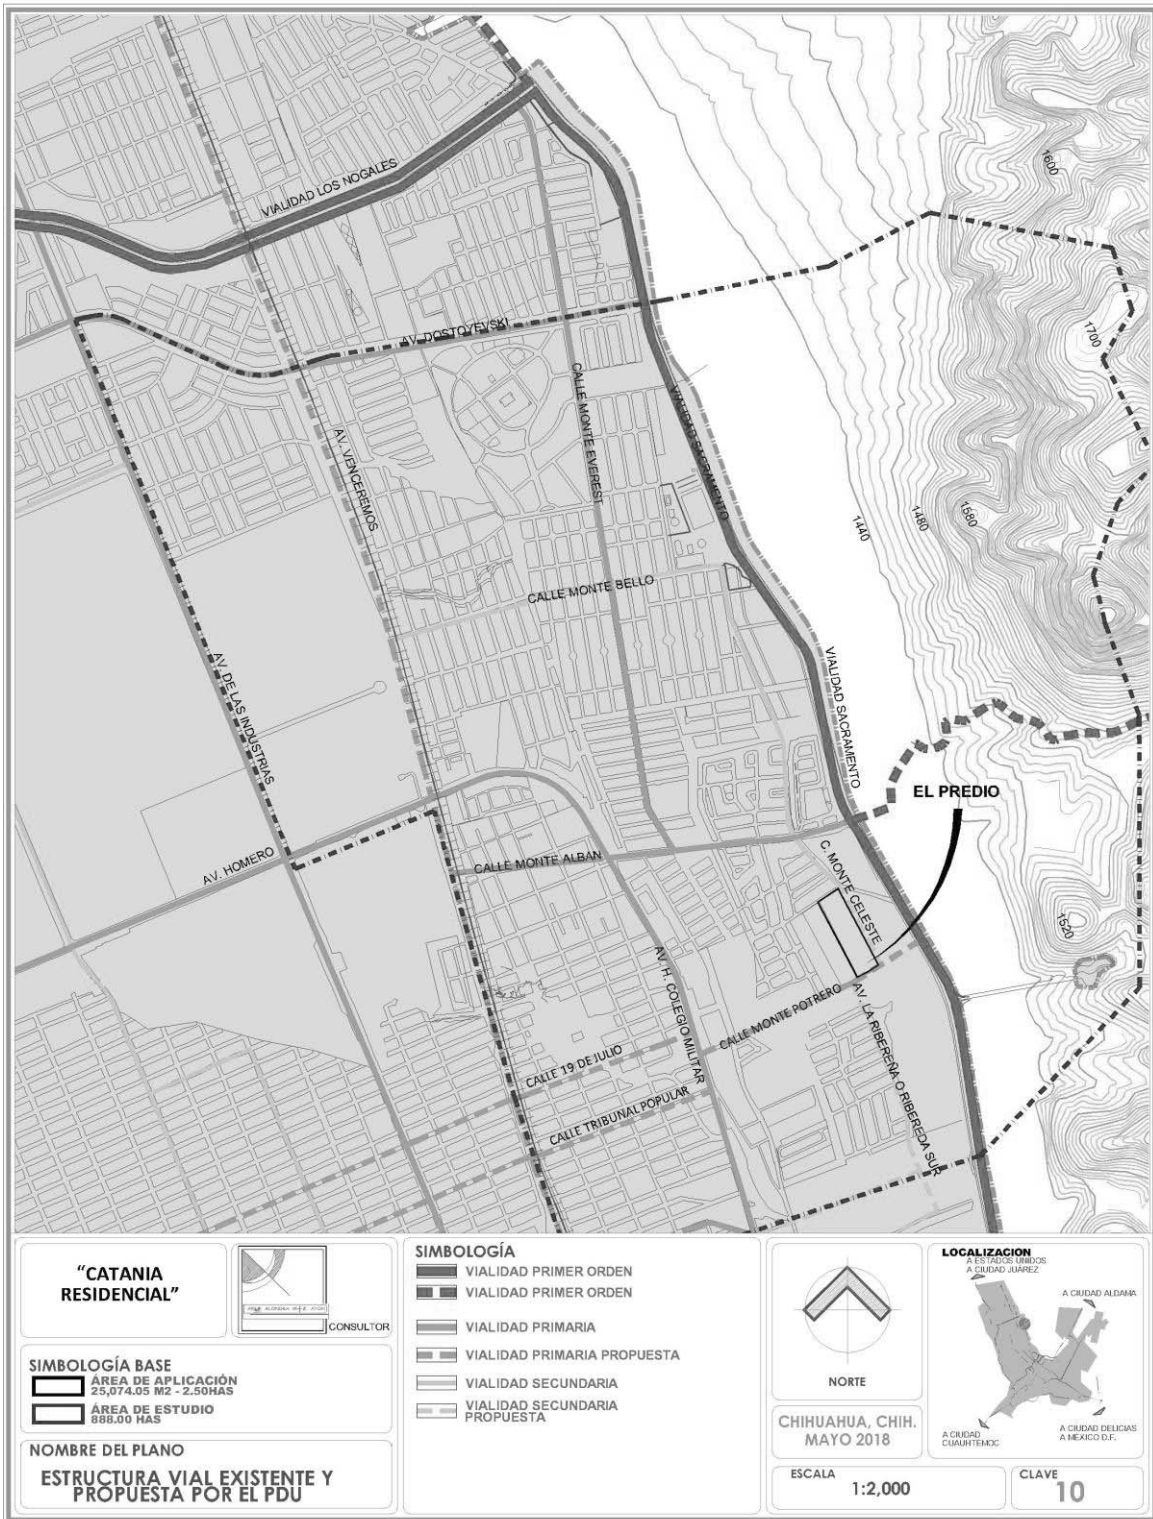 VIALIDAD LOS NOGALES
1600
1700
AV. DOSTOYEVSKI
CALLE MONTE EVEREST
VIALIDAD SACRAMENTO
AV. VENCEREMOS
1440
1480
1580
CALLE MONTE BELLO
AV. DE LAS INDUSTRIAS
VIALIDAD SACRAMENTO
EL PREDIO
AV. HOMERO
CALLE MONTE ALBAN
C. MONTE CELESTE
1520
AV. H. COLEGIO MILITAR
CALLE MONTE POTRERO
AV. LA RIBEREÑA O RIBEREDA SUR
CALLE 19 DE JULIO
CALLE TRIBUNAL POPULAR
"CATANIA
RESIDENCIAL"
CONSULTOR
SIMBOLOGÍA BASE
ÁREA DE APLICACIÓN
25,074.05 M2 - 2.50HAS
ÁREA DE ESTUDIO
888.00 HAS
NOMBRE DEL PLANO
ESTRUCTURA VIAL EXISTENTE Y
PROPUESTA POR EL PDU
SIMBOLOGÍA
VIALIDAD PRIMER ORDEN
VIALIDAD PRIMER ORDEN
VIALIDAD PRIMARIA
VIALIDAD PRIMARIA PROPUESTA
VIALIDAD SECUNDARIA
VIALIDAD SECUNDARIA
PROPUESTA
NORTE
CHIHUAHUA, CHIH.
MAYO 2018
LOCALIZACION
A ESTADOS UNIDOS
A CIUDAD JUÁREZ
A CIUDAD ALDAMA
A CIUDAD
CUAUHTEMOC
A CIUDAD DELICIAS
A MEXICO D.F.
ESCALA
1:2,000
CLAVE
10